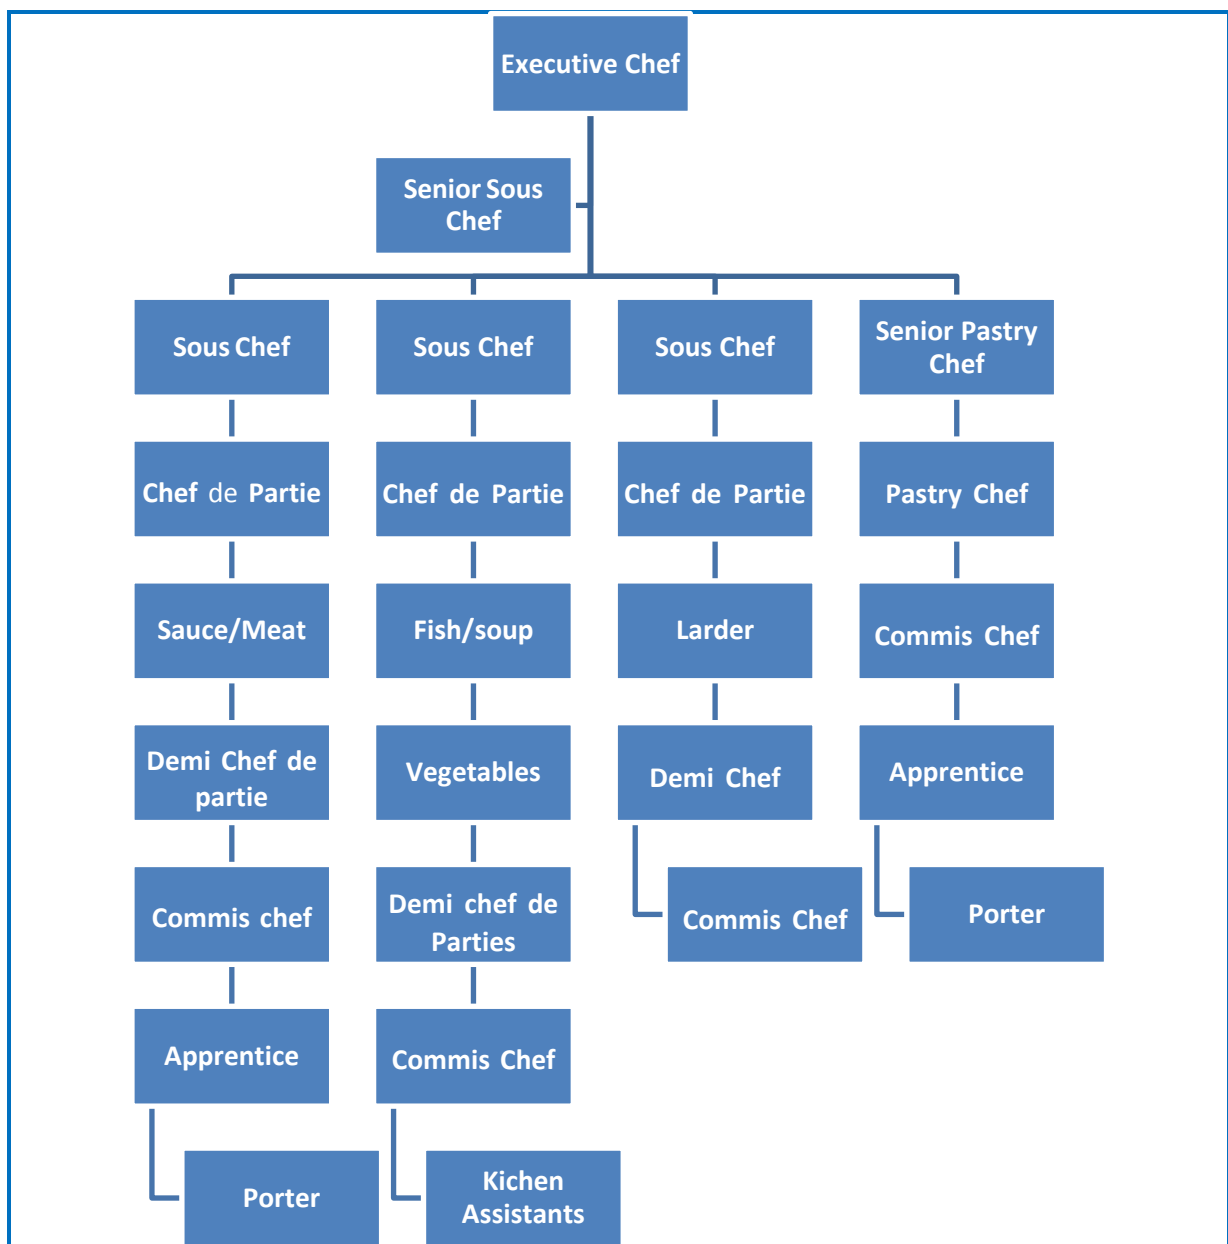 Executive Chef
Senior Sous
Chef
Sous Chef
Sous Chef
Sous Chef
Senior Pastry
Chef
Chef de Partie
Chef de Partie
Chef de Partie
Pastry Chef
Sauce/Meat
Fish/soup
Larder
Commis Chef
Demi Chef de
partie
Vegetables
Demi Chef
Apprentice
Commis chef
Demi chef de
Parties
Commis Chef
Porter
Apprentice
Commis Chef
Porter
Kichen
Assistants